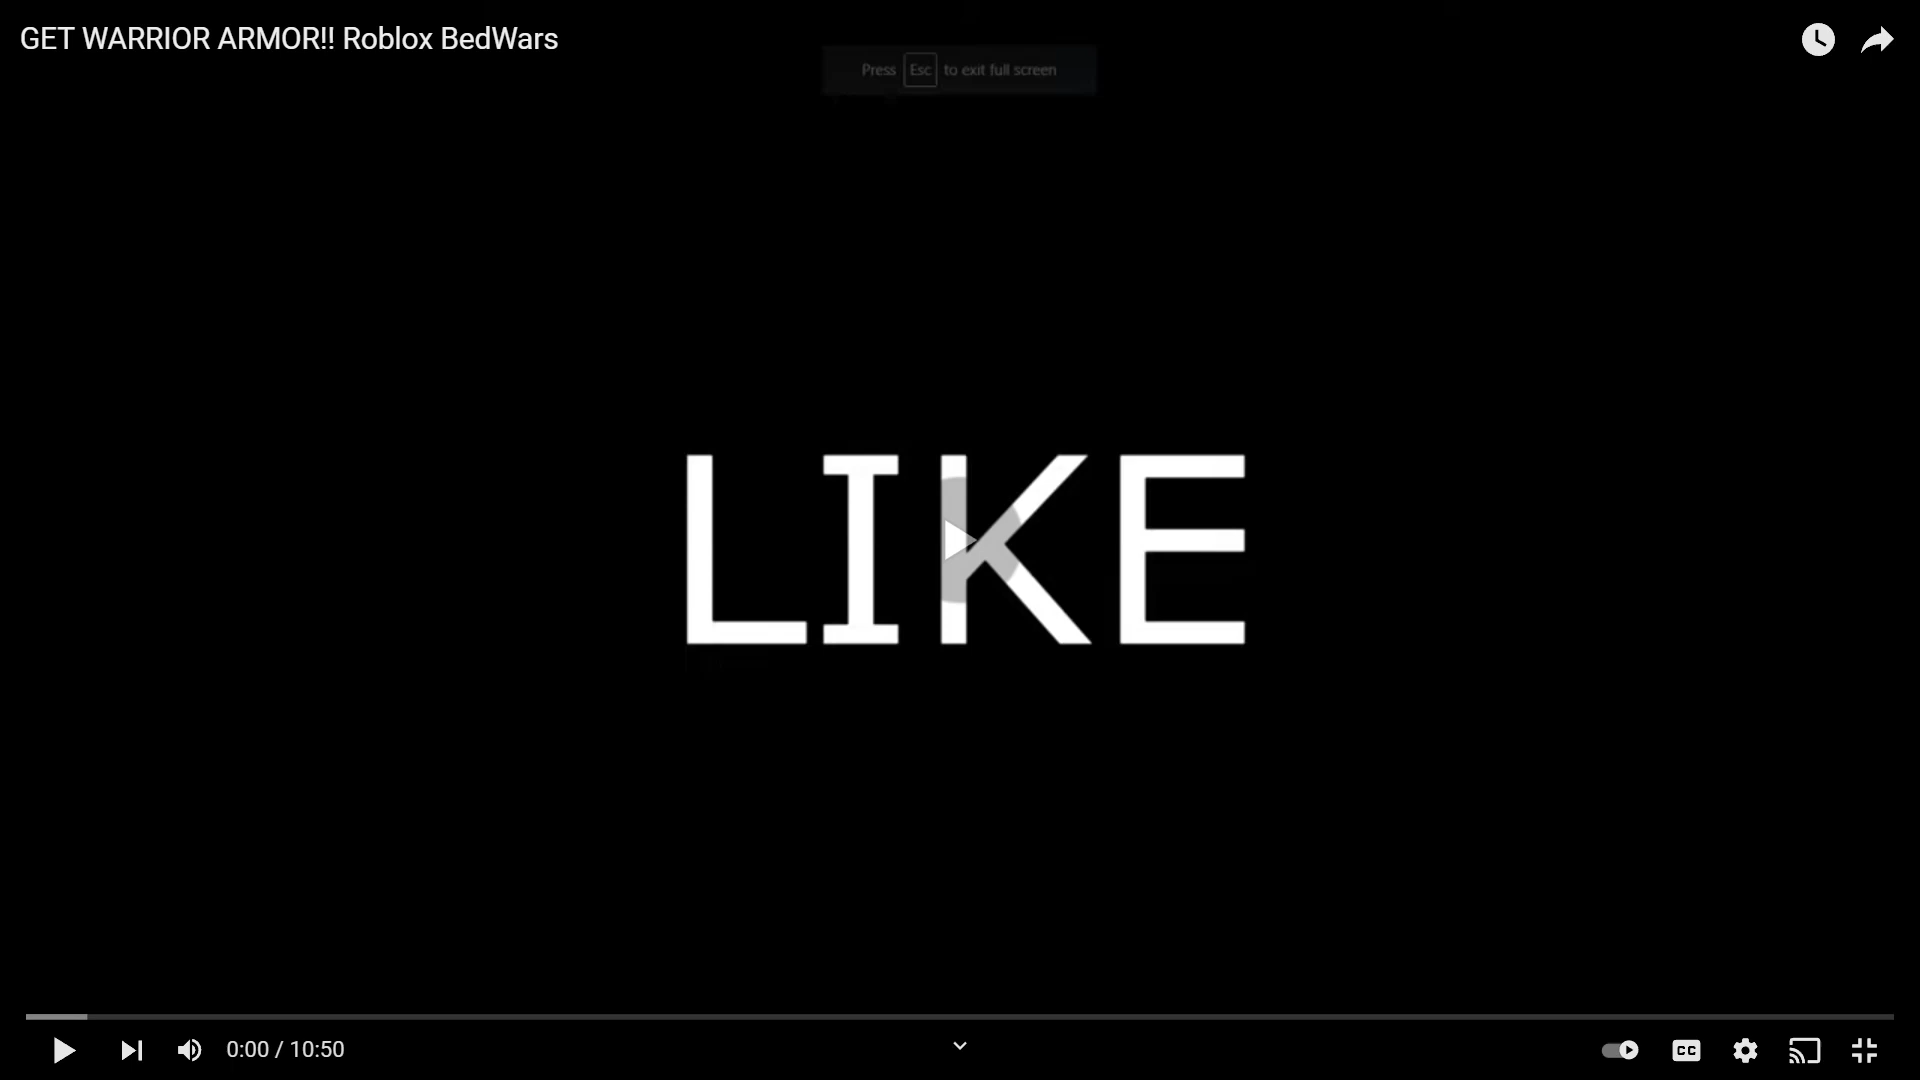 GET WARRIOR ARMOR!! Roblox BedWars
Press Esc to exit full screen
LIKE
0:00 / 10:50
CC